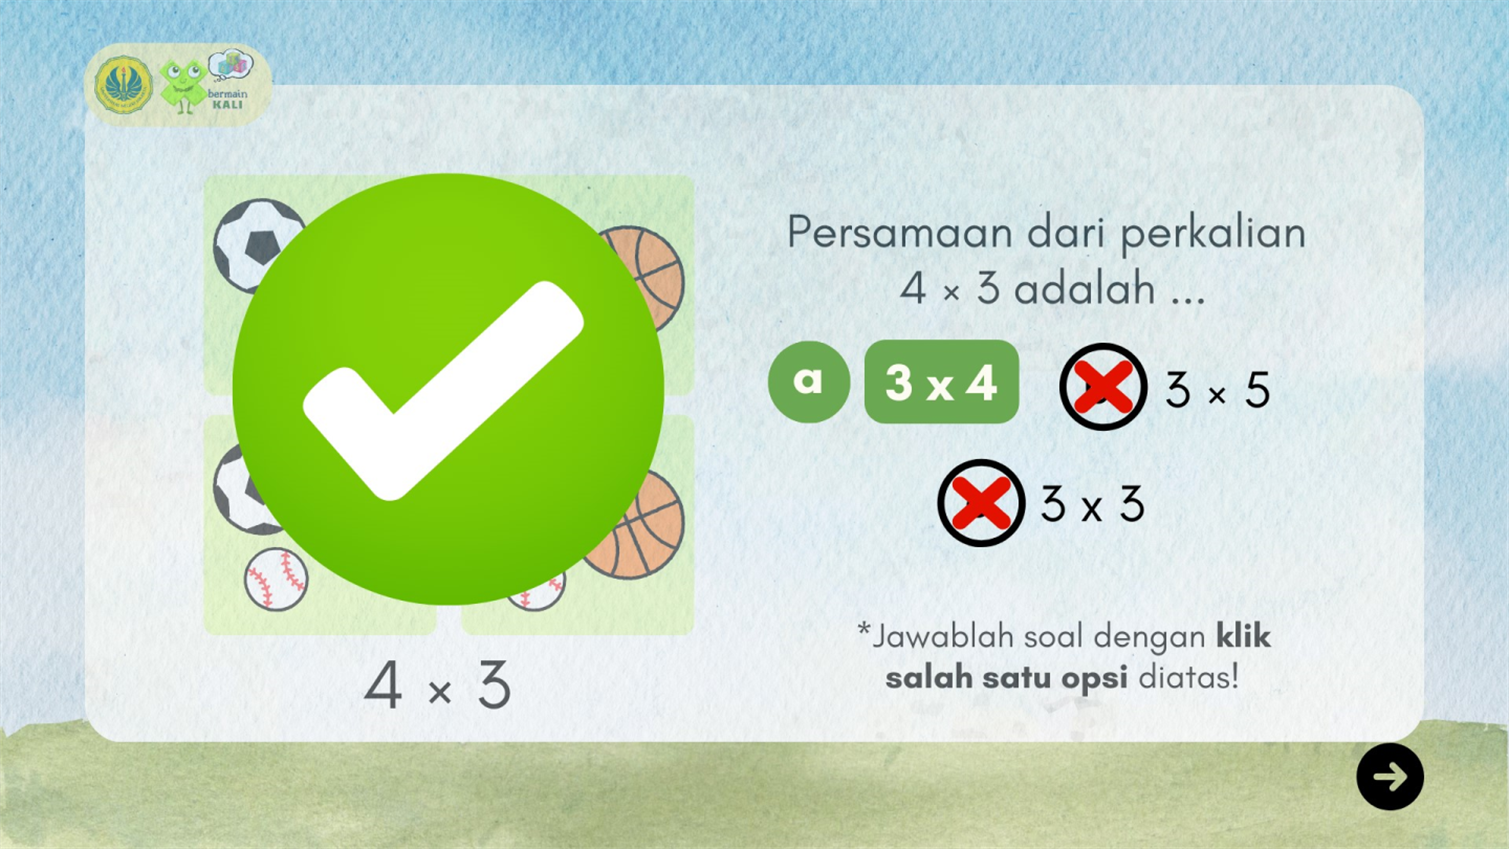 bermain
KALI
Persamaan dari perkalian
4 × 3 adalah ...
a 3 x 4 3 × 5
3 x 3
*Jawablah soal dengan klik
salah satu opsi diatas!
4 × 3